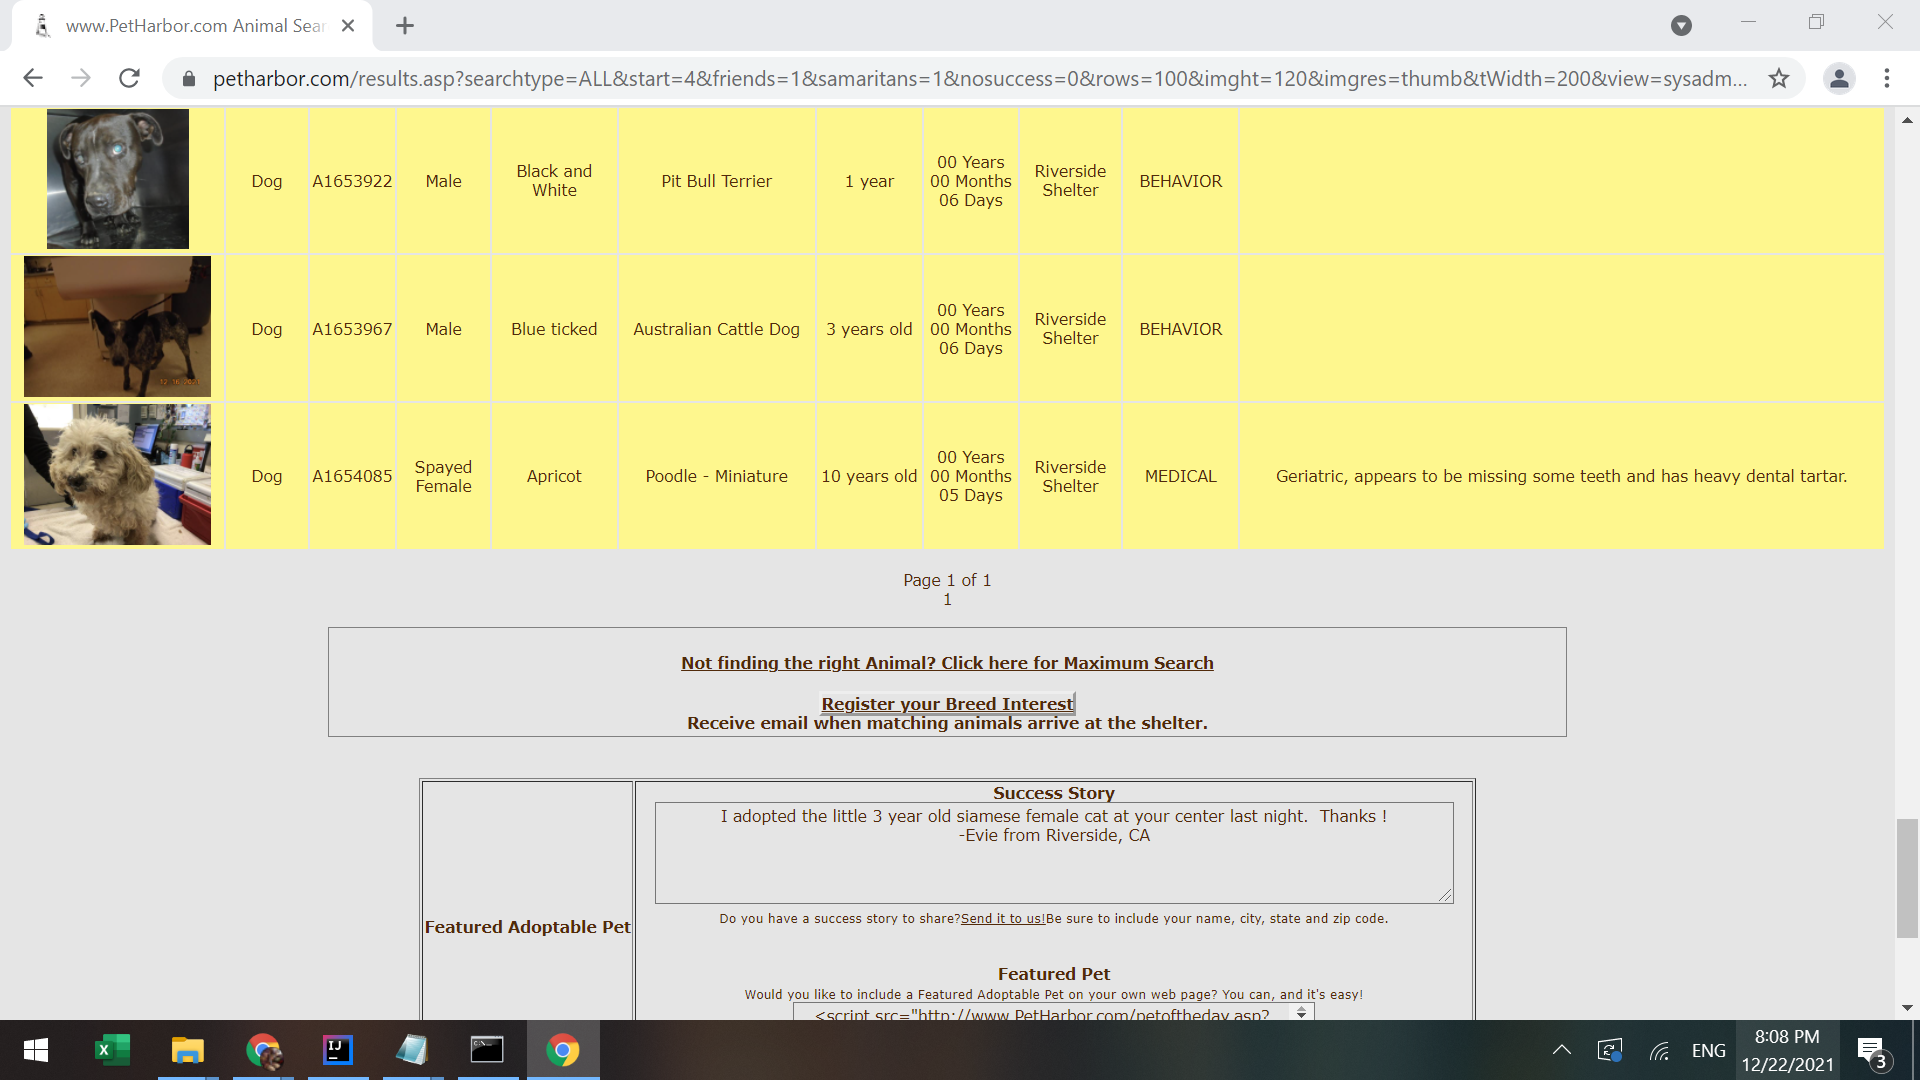 www.PetHarbor.com Animal Sear
petharbor.com/results.asp?searchtype=ALL&start=4&friends=1&samaritans=1&nosuccess=0&rows=100&imght=120&imgres=thumb&tWidth=200&view=sysadm...
Dog A1653922 Male Black and White Pit Bull Terrier 1 year 00 Years 00 Months 06 Days Riverside Shelter BEHAVIOR
Dog A1653967 Male Blue ticked Australian Cattle Dog 3 years old 00 Years 00 Months 06 Days Riverside Shelter BEHAVIOR
Dog A1654085 Spayed Female Apricot Poodle - Miniature 10 years old 00 Years 00 Months 05 Days Riverside Shelter MEDICAL Geriatric, appears to be missing some teeth and has heavy dental tartar.
Page 1 of 1
1
Not finding the right Animal? Click here for Maximum Search
Register your Breed Interest
Receive email when matching animals arrive at the shelter.
Success Story
I adopted the little 3 year old siamese female cat at your center last night.  Thanks !
-Evie from Riverside, CA
Do you have a success story to share?Send it to us!Be sure to include your name, city, state and zip code.
Featured Adoptable Pet
Featured Pet
Would you like to include a Featured Adoptable Pet on your own web page? You can, and it's easy!
<script src="http://www.PetHarbor.com/petoftheday.asp?
ENG
8:08 PM
12/22/2021
3